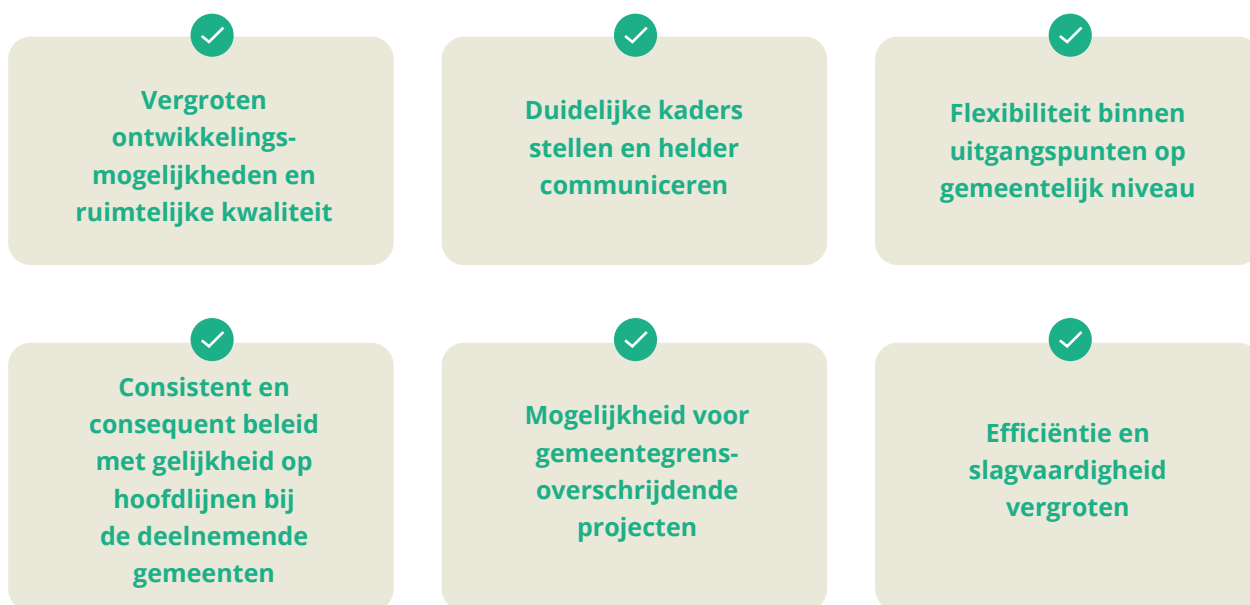 Vergroten
ontwikkelings-
mogelijkheden en
ruimtelijke kwaliteit
Duidelijke kaders
stellen en helder
communiceren
Flexibiliteit binnen
uitgangspunten op
gemeentelijk niveau
Consistent en
consequent beleid
met gelijkheid op
hoofdlijnen bij
de deelnemende
gemeenten
Mogelijkheid voor
gemeentegrens-
overschrijdende
projecten
Efficiëntie en
slagvaardigheid
vergroten